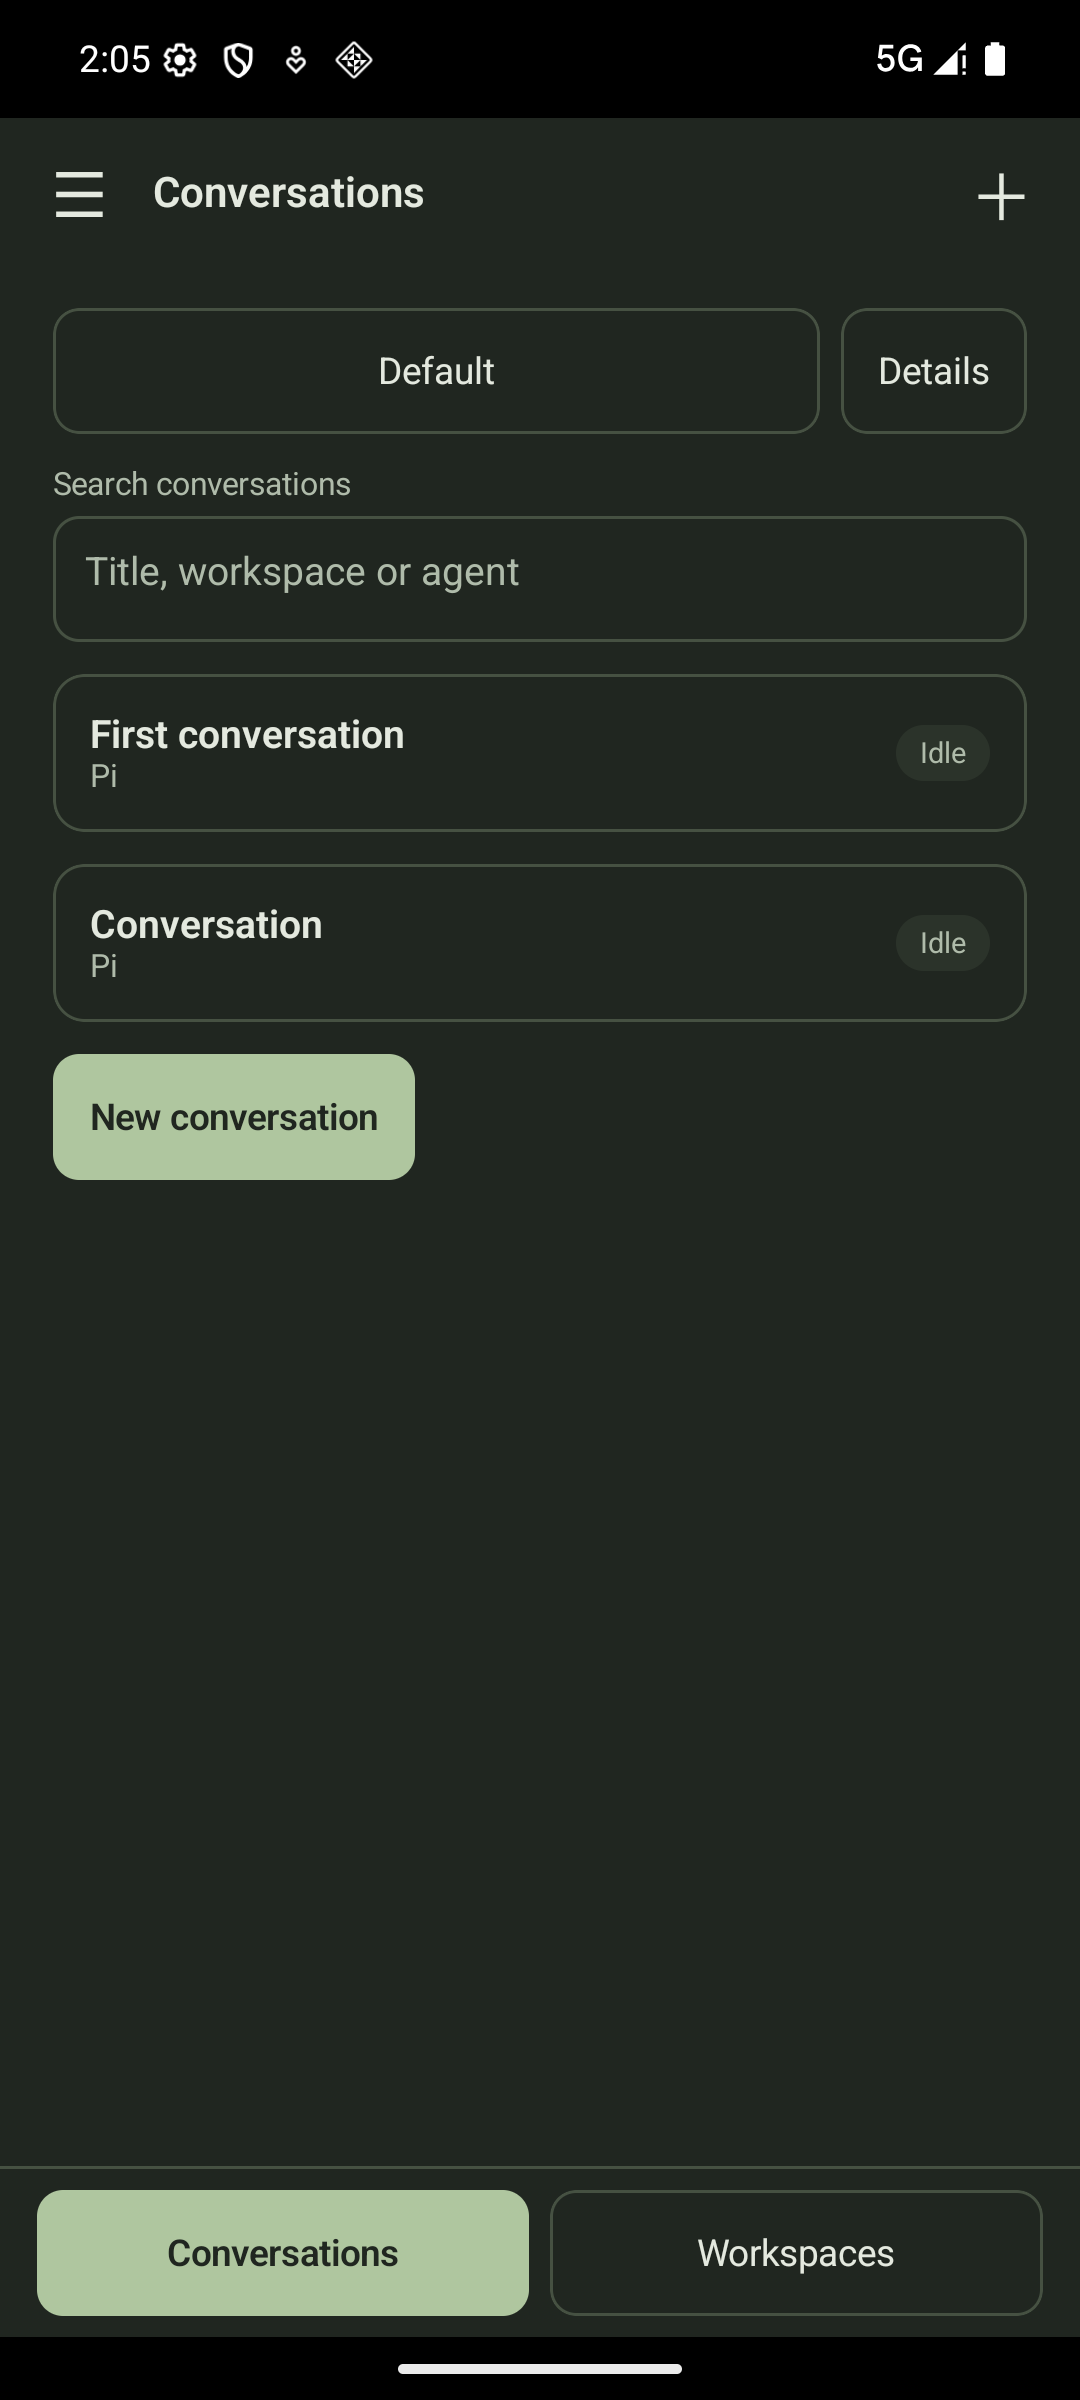 2:05
5G
Conversations
Default
Details
Search conversations
Title, workspace or agent
First conversation
Pi
Idle
Conversation
Pi
Idle
New conversation
Conversations
Workspaces